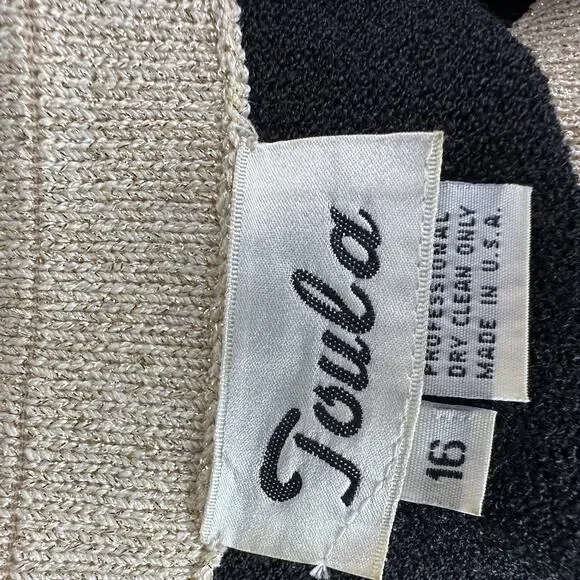 Toula
16
PROFESSIONAL
DRY CLEAN ONLY
MADE IN U.S.A.